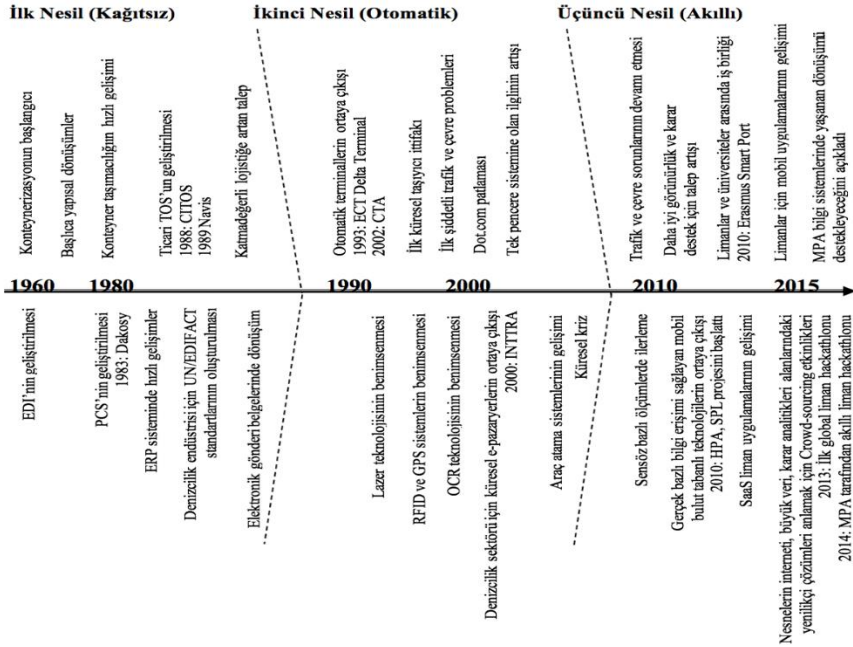 İlk Nesil (Kağıtsız)
İkinci Nesil (Otomatik)
Üçüncü Nesil (Akıllı)
Konteynerizasyonun başlangıcı
Başlıca yapısal dönüşümler
Konteyner taşımacılığın hızlı gelişimi
Ticari TOS'un geliştirilmesi
1988: CITOS
1989 Navis
Katmadeğerli lojistiğe artan talep
Otomatik terminallerin ortaya çıkışı
1993: ECT Delta Terminal
2002: CTA
İlk küresel taşıyıcı ittifakı
İlk şiddetli trafik ve çevre problemleri
Dot.com patlaması
Tek pencere sistemine olan ilginin artışı
Trafik ve çevre sorunlarının devamı etmesi
Daha iyi görünürlük ve karar
destek için talep artışı
Limanlar ve üniversiteler arasında iş birliği
2010: Erasmus Smart Port
Limanlar için mobil uygulamalarının gelişimi
MPA bilgi sistemlerinde yaşanan dönüşümü
destekleyeceğini açıkladı
1960
1980
1990
2000
2010
2015
EDI'nin geliştirilmesi
PCS'nin geliştirilmesi
1983: Dakosy
ERP sisteminde hızlı gelişimler
Denizcilik endüstrisi için UN/EDIFACT
standartlarının oluşturulması
Elektronik gönderi belgelerinde dönüşüm
Lazer teknolojisinin benimsenmesi
RFID ve GPS sistemlerin benimsenmesi
OCR teknolojisinin benimsenmesi
Denizcilik sektörü için küresel e-pazaryerlerin ortaya çıkışı
2000: INTTRA
Araç atama sistemlerinin gelişimi
Küresel kriz
Sensöz bazlı ölçümlerde ilerleme
Gerçek bazlı bilgi erişimi sağlayan mobil
bulut tabanlı teknolojilerin ortaya çıkışı
2010: HPA, SPL projesini başlattı
SaaS liman uygulamalarının gelişimi
Nesnelerin interneti, büyük veri, karar analitikleri alanlarındaki
yenilikçi çözümleri anlamak için Crowd-sourcing etkinlikleri
2013: İlk global liman hackathlonu
2014: MPA tarafından akıllı liman hackathlonu